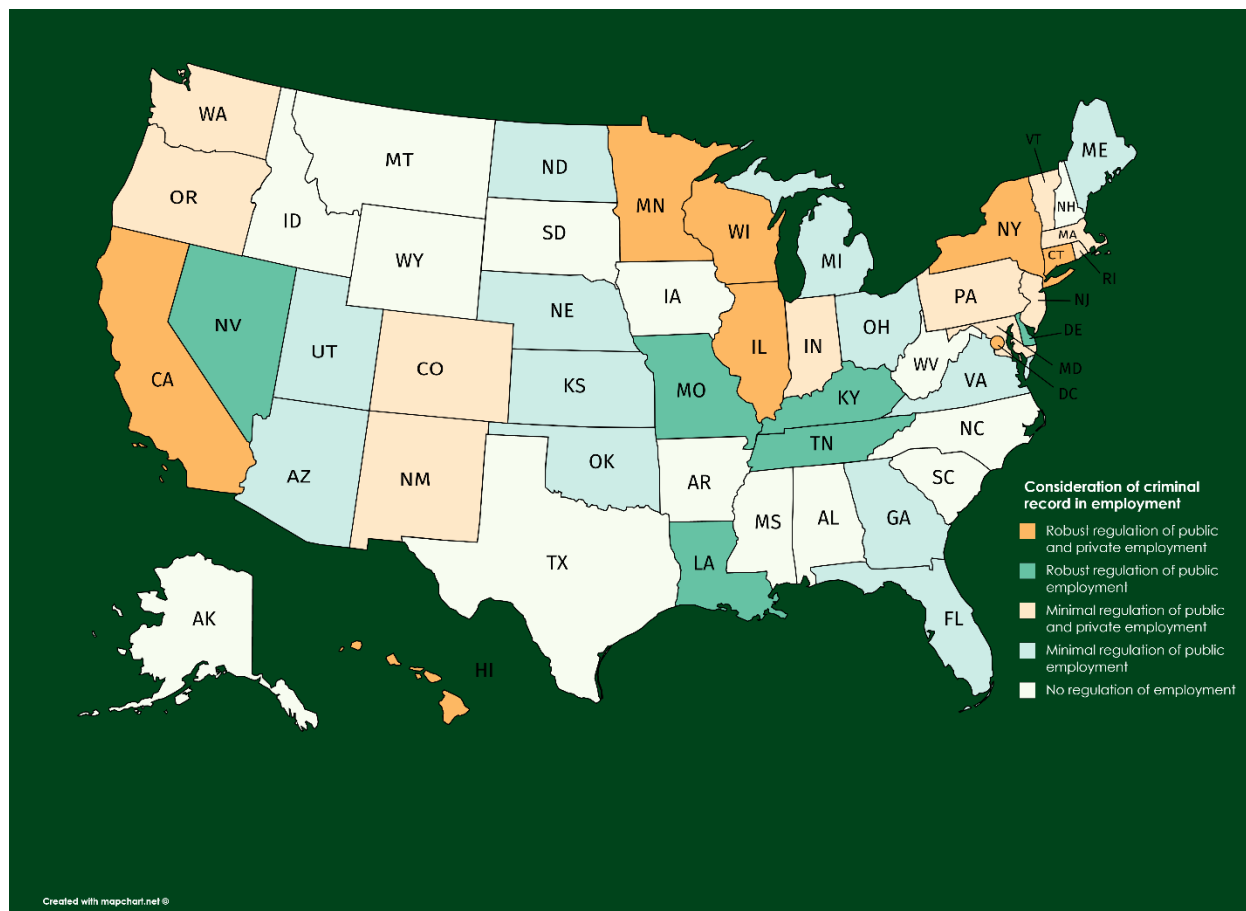 WA
MT
ND
VT
ME
OR
ID
MN
NH
SD
WI
NY
MA
WY
MI
CT
RI
IA
PA
NJ
NE
NV
OH
DE
UT
IL
IN
CO
WV
MD
CA
KS
MO
VA
DC
KY
NC
TN
AZ
NM
OK
AR
SC
MS
AL
GA
TX
LA
AK
FL
HI
Consideration of criminal
record in employment
Robust regulation of public
and private employment
Robust regulation of public
employment
Minimal regulation of public
and private employment
Minimal regulation of public
employment
No regulation of employment
Created with mapchart.net ©